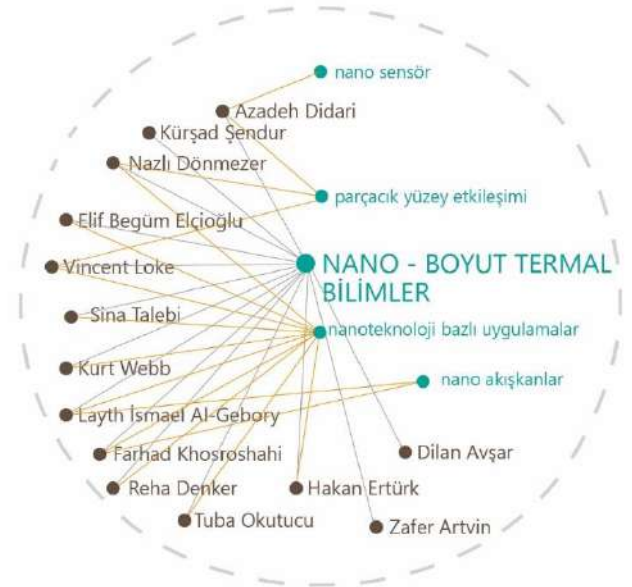 nano sensör
Azadeh Didari
Kürşad Şendur
Nazlı Dönmezer
parçacık yüzey etkileşimi
Elif Begüm Elçioğlu
Vincent Loke
NANO - BOYUT TERMAL
BİLİMLER
Sina Talebi
nanoteknoloji bazlı uygulamalar
Kurt Webb
nano akışkanlar
Layth İsmael Al-Gebory
Farhad Khosroshahi
Dilan Avşar
Reha Denker
Hakan Ertürk
Tuba Okutucu
Zafer Artvin